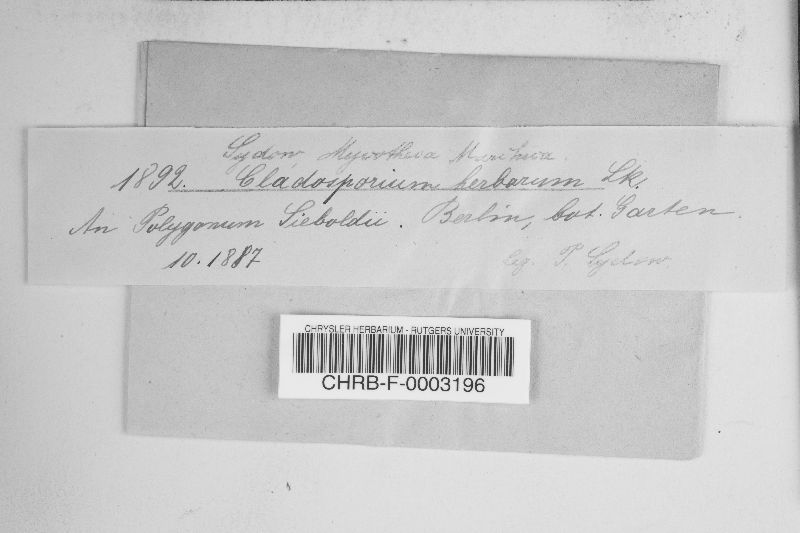 Sydow, Mycotheca Marchica.
1892. Cladosporium herbarum Lk.
An Polygonum Sieboldii. Berlin, bot. Garten.
10. 1887 leg. P. Sydow.
CHRYSLER HERBARIUM - RUTGERS UNIVERSITY
CHRB-F-0003196